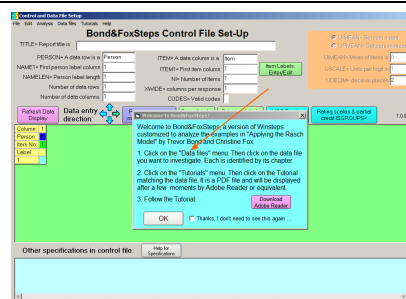 Control and Data File Setup
File Edit Analysis Data files Tutorials Help
Bond&FoxSteps Control File Set-Up
TITLE= Report title is
PERSON= A data row is a Person
ITEM= A data column is a Item
UIMEAN= Set item mean
UPMEAN= Set person mean
NAME1= First person label column 1
ITEM1= First item column 1
Item Labels: Enter/Edit
UMEAN= Mean of items is 0
NAMELEN= Person label length 1
NI= Number of items 1
USCALE= Units per logit is
Number of data rows 1
XWIDE= columns per response 1
UDECIM= decimal places 2
Number of data columns 1
CODES= Valid codes
Refresh Data Display
Data entry direction:
Rating scales & partial credit ISGROUPS=
Column: 1
Person:
Item No: 1
Label:
1
Welcome to Bond&FoxSteps!
Welcome to Bond&FoxSteps, a version of Winsteps
customized to analyze the examples in "Applying the Rasch
Model" by Trevor Bond and Christine Fox.
1. Click on the "Data files" menu. Then click on the data file
you want to investigate. Each is identified by its chapter.
2. Click on the "Tutorials" menu. Then click on the Tutorial
matching the data file. It is a PDF file and will be displayed
after a few moments by Adobe Reader or equivalent.
3. Follow the Tutorial.
Download Adobe Reader
OK
Thanks, I don't need to see this again ...
Other specifications in control file:
Help for Specifications